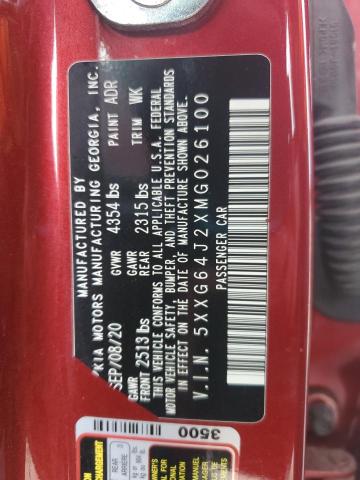 MANUFACTURED BY
KIA MOTORS MANUFACTURING GEORGIA, INC.
SEP/08/20 GVWR 4354 lbs PAINT ADR
GAWR FRONT 2513 lbs GAWR REAR 2315 lbs TRIM WK
THIS VEHICLE CONFORMS TO ALL APPLICABLE U.S.A. FEDERAL
MOTOR VEHICLE SAFETY, BUMPER, AND THEFT PREVENTION STANDARDS
IN EFFECT ON THE DATE OF MANUFACTURE SHOWN ABOVE.
V.I.N. 5XXG64J2XMG026100
PASSENGER CAR
3500